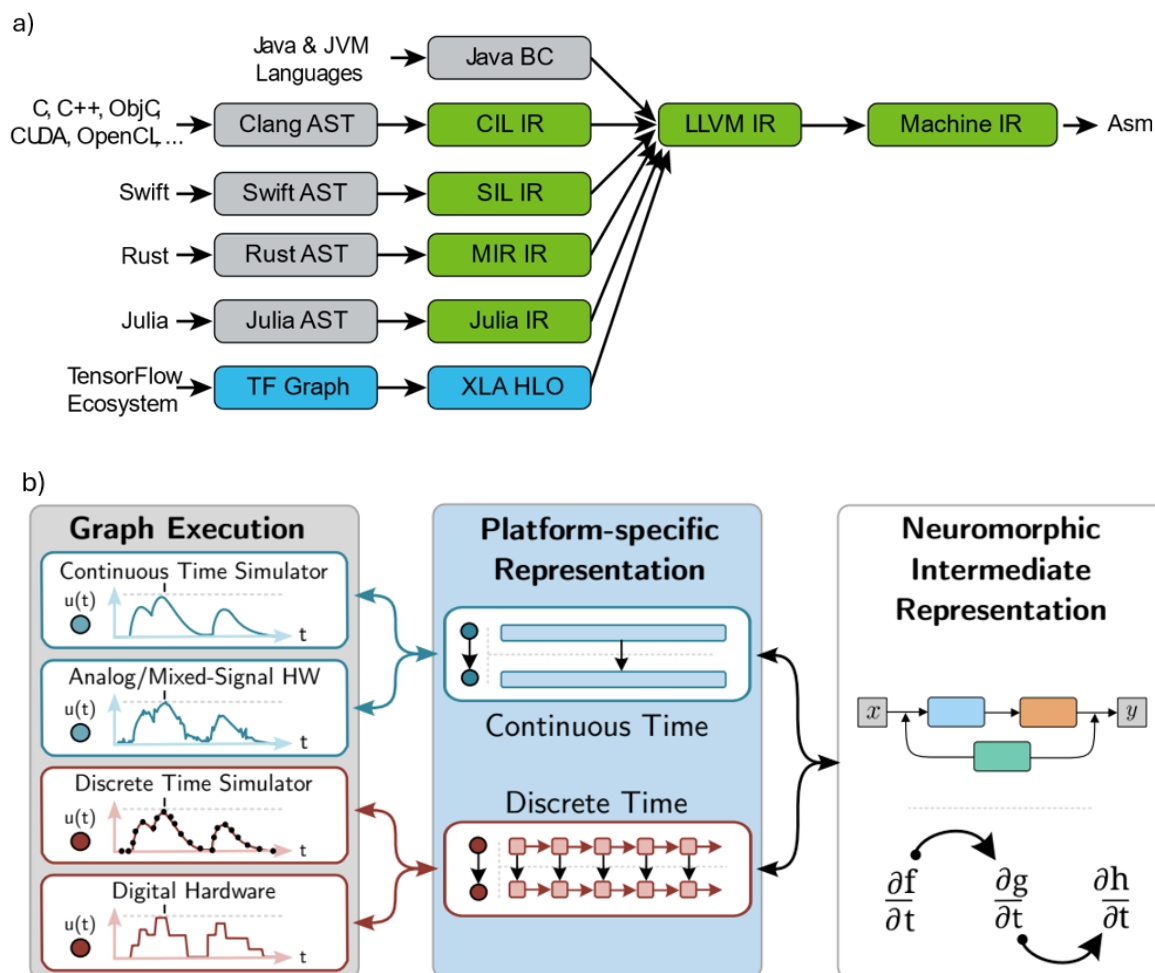 a)
Java & JVM
Languages
Java BC
C, C++, ObjC,
CUDA, OpenCL, ...
Clang AST
CIL IR
LLVM IR
Machine IR
Asm
Swift
Swift AST
SIL IR
Rust
Rust AST
MIR IR
Julia
Julia AST
Julia IR
TensorFlow
Ecosystem
TF Graph
XLA HLO
b)
Graph Execution
Continuous Time Simulator
u(t)
t
Analog/Mixed-Signal HW
u(t)
t
Discrete Time Simulator
u(t)
t
Digital Hardware
u(t)
t
Platform-specific
Representation
Continuous Time
Discrete Time
Neuromorphic
Intermediate
Representation
x
y
∂f
∂t
∂g
∂t
∂h
∂t